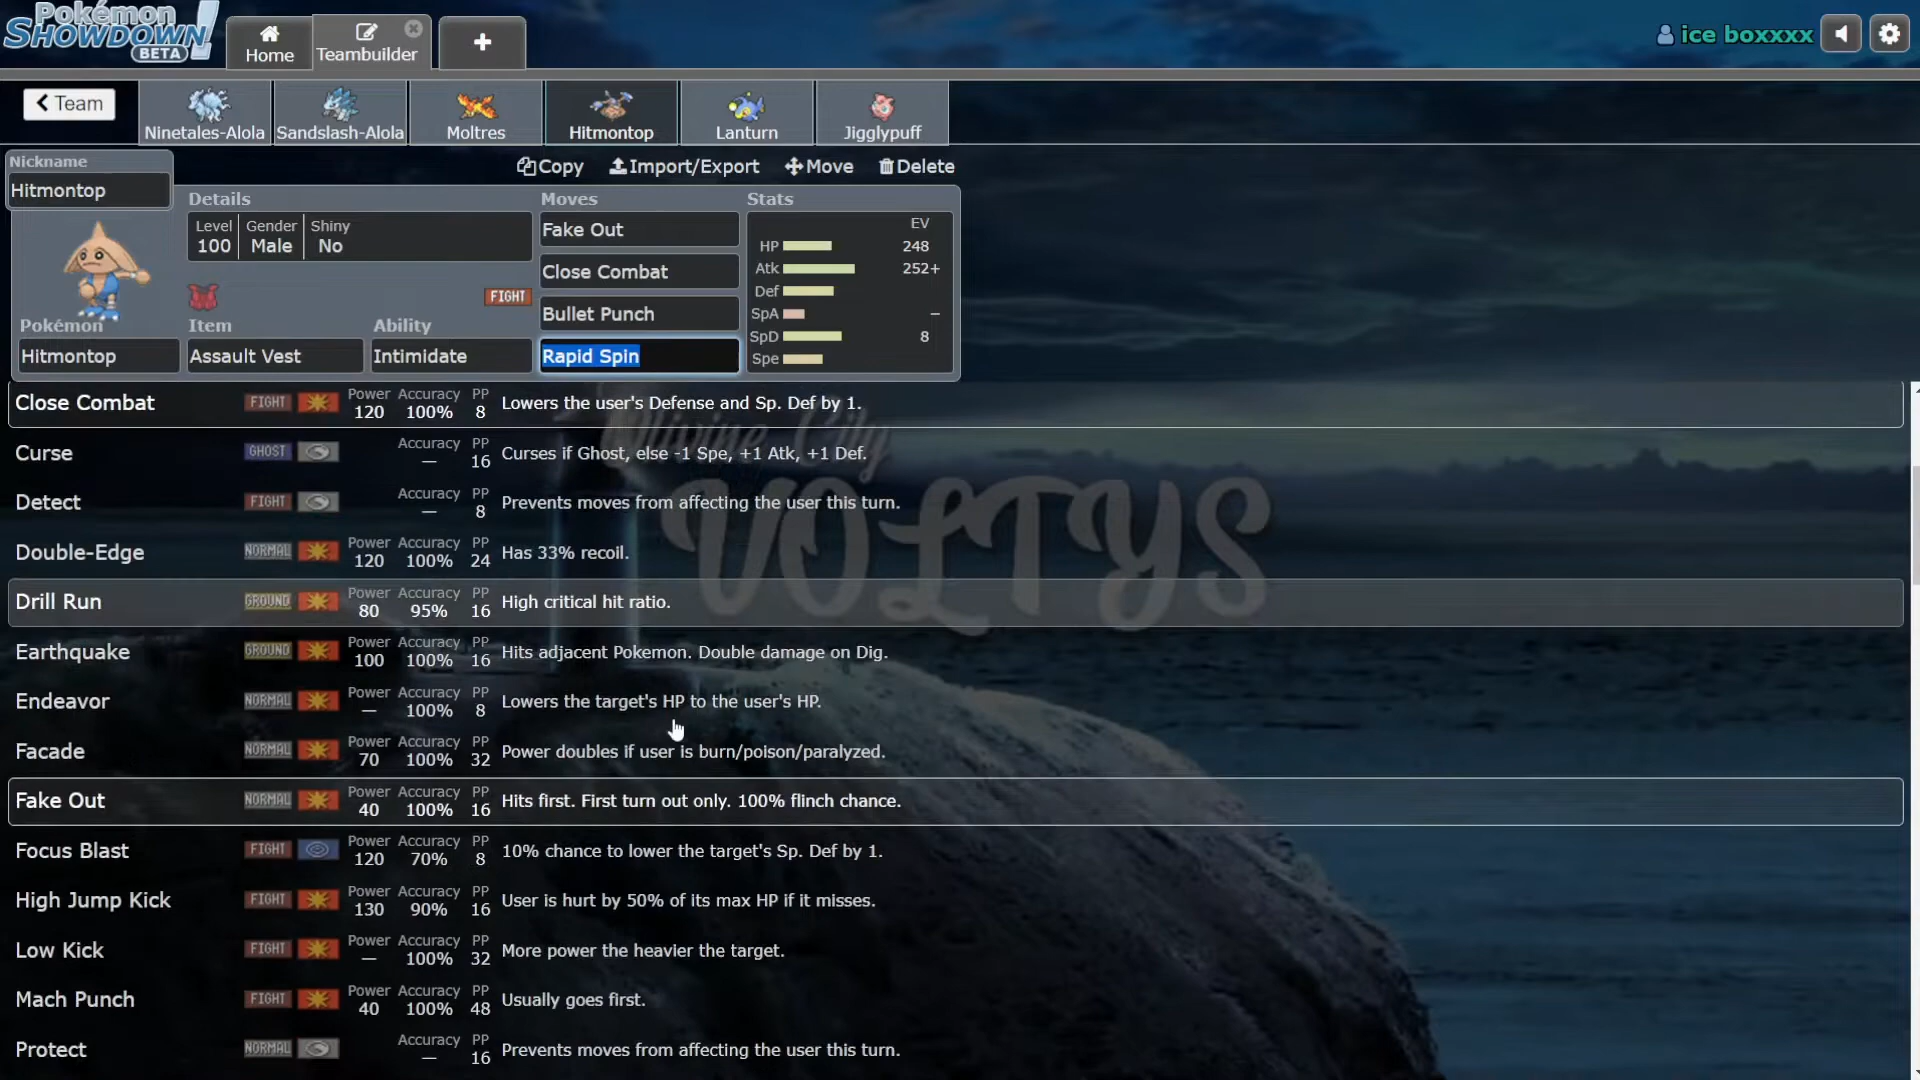 Pokémon
SHOWDOWN!
BETA
Home
Teambuilder
ice boxxxx
Team
Ninetales-Alola
Sandslash-Alola
Moltres
Hitmontop
Lanturn
Jigglypuff
Copy Import/Export Move Delete
Nickname
Hitmontop
Details
Level Gender Shiny
100 Male No
FIGHT
Pokémon Item Ability
Hitmontop Assault Vest Intimidate
Moves
Fake Out
Close Combat
Bullet Punch
Rapid Spin
Stats
EV
HP 248
Atk 252+
Def
SpA –
SpD 8
Spe
Close Combat FIGHT Power 120 Accuracy 100% PP 8 Lowers the user's Defense and Sp. Def by 1.
Curse GHOST Accuracy — PP 16 Curses if Ghost, else -1 Spe, +1 Atk, +1 Def.
Detect FIGHT Accuracy — PP 8 Prevents moves from affecting the user this turn.
Double-Edge NORMAL Power 120 Accuracy 100% PP 24 Has 33% recoil.
Drill Run GROUND Power 80 Accuracy 95% PP 16 High critical hit ratio.
Earthquake GROUND Power 100 Accuracy 100% PP 16 Hits adjacent Pokemon. Double damage on Dig.
Endeavor NORMAL Power — Accuracy 100% PP 8 Lowers the target's HP to the user's HP.
Facade NORMAL Power 70 Accuracy 100% PP 32 Power doubles if user is burn/poison/paralyzed.
Fake Out NORMAL Power 40 Accuracy 100% PP 16 Hits first. First turn out only. 100% flinch chance.
Focus Blast FIGHT Power 120 Accuracy 70% PP 8 10% chance to lower the target's Sp. Def by 1.
High Jump Kick FIGHT Power 130 Accuracy 90% PP 16 User is hurt by 50% of its max HP if it misses.
Low Kick FIGHT Power — Accuracy 100% PP 32 More power the heavier the target.
Mach Punch FIGHT Power 40 Accuracy 100% PP 48 Usually goes first.
Protect NORMAL Accuracy — PP 16 Prevents moves from affecting the user this turn.
City
VOLTYS